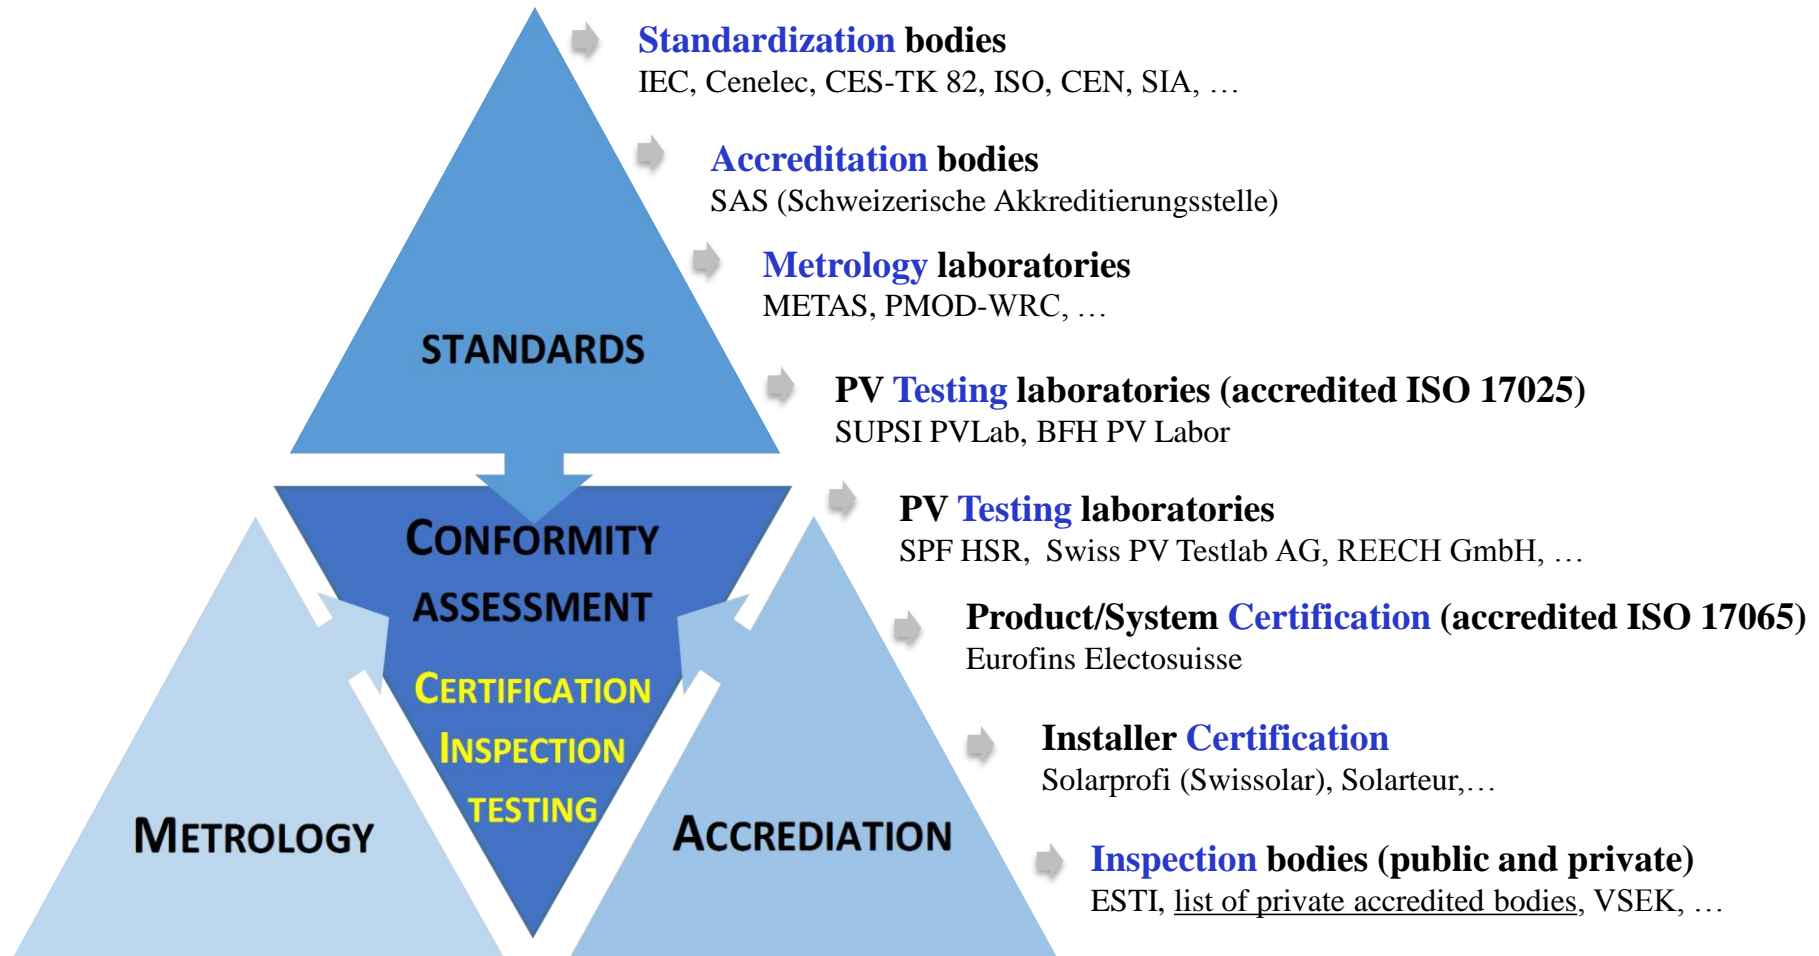 Standardization bodies
IEC, Cenelec, CES-TK 82, ISO, CEN, SIA, …
Accreditation bodies
SAS (Schweizerische Akkreditierungsstelle)
Metrology laboratories
METAS, PMOD-WRC, …
STANDARDS
PV Testing laboratories (accredited ISO 17025)
SUPSI PVLab, BFH PV Labor
PV Testing laboratories
SPF HSR, Swiss PV Testlab AG, REECH GmbH, …
CONFORMITY
ASSESSMENT
CERTIFICATION
INSPECTION
TESTING
Product/System Certification (accredited ISO 17065)
Eurofins Electosuisse
Installer Certification
Solarprofi (Swissolar), Solarteur,…
METROLOGY
ACCREDIATION
Inspection bodies (public and private)
ESTI, list of private accredited bodies, VSEK, …